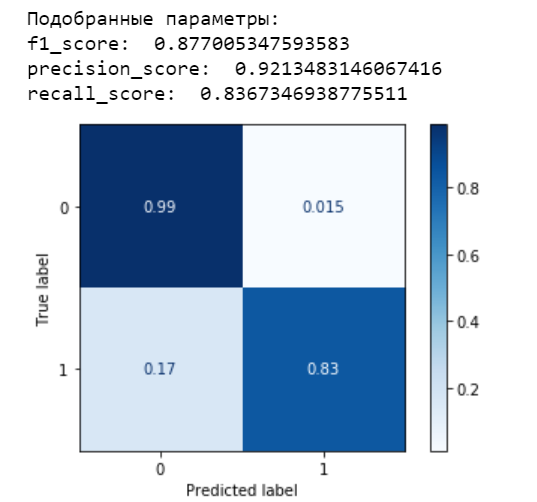 Подобранные параметры:
f1_score:  0.877005347593583
precision_score:  0.9213483146067416
recall_score:  0.8367346938775511
0.99
0.015
0.17
0.83
0
1
0
1
True label
Predicted label
0.8
0.6
0.4
0.2